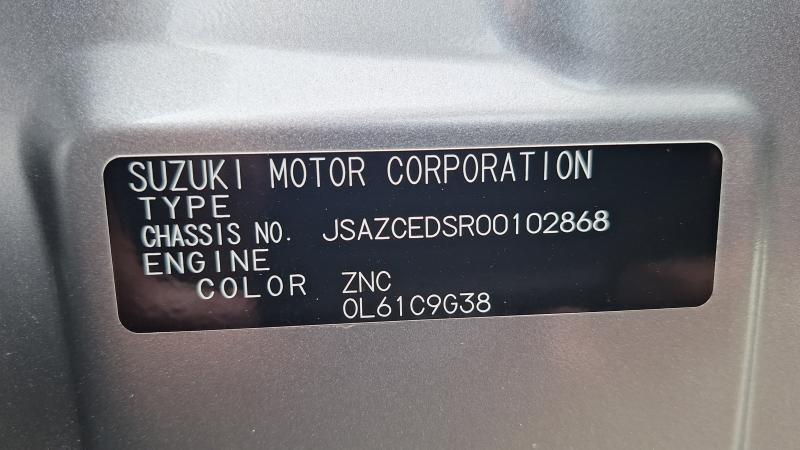 SUZUKI MOTOR CORPORATION
TYPE
CHASSIS NO. JSAZCEDSR00102868
ENGINE
COLOR ZNC
0L61C9G38